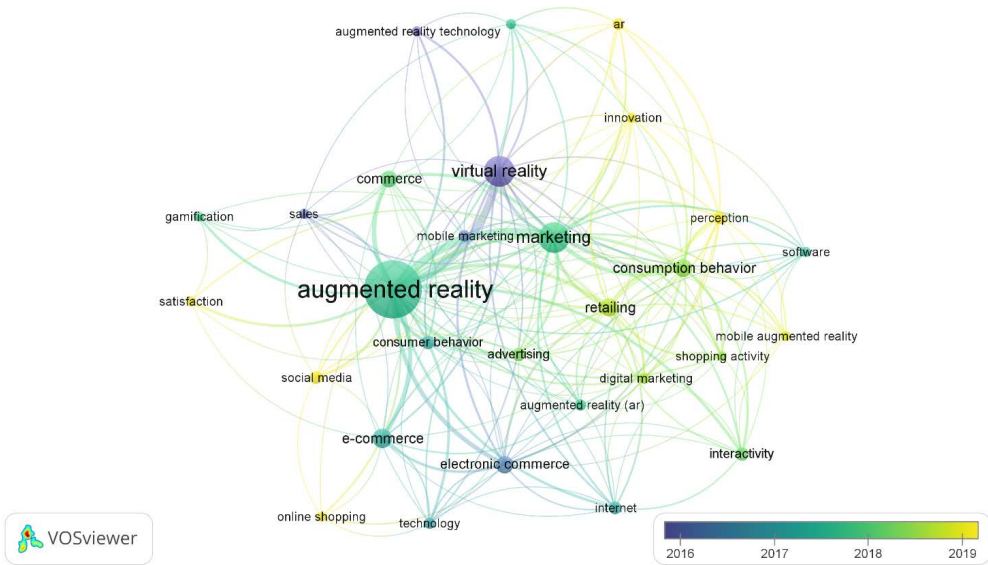 augmented reality technology
ar
innovation
virtual reality
commerce
gamification
sales
perception
mobile marketing
marketing
software
consumption behavior
augmented reality
satisfaction
retailing
mobile augmented reality
consumer behavior
advertising
shopping activity
social media
digital marketing
augmented reality (ar)
e-commerce
interactivity
electronic commerce
internet
online shopping
technology
VOSviewer
2016 2017 2018 2019